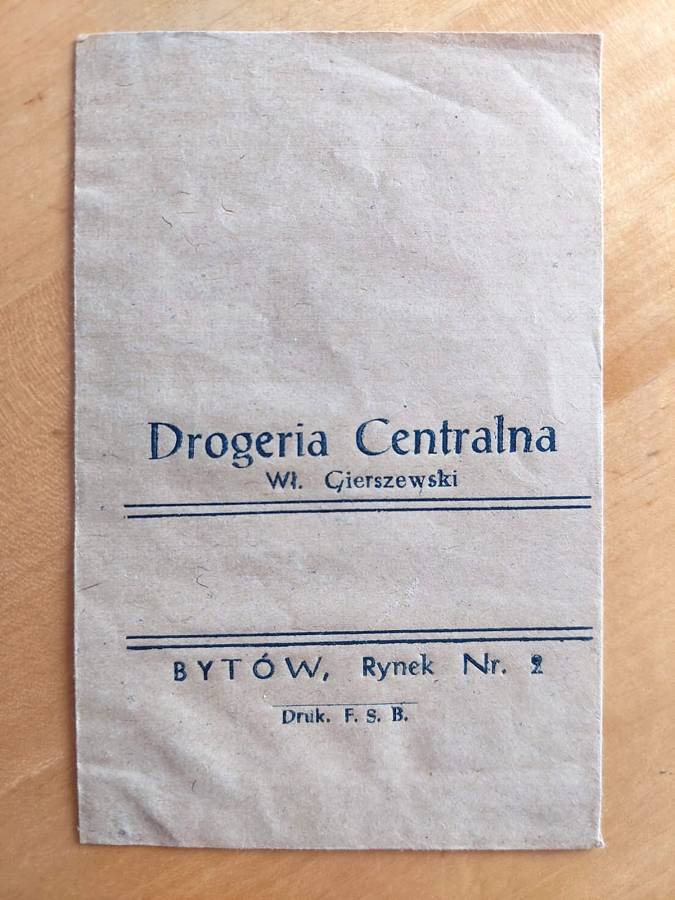 Drogeria Centralna
Wł. Gierszewski
BYTÓW, Rynek Nr. 2
Druk. F. S. B.